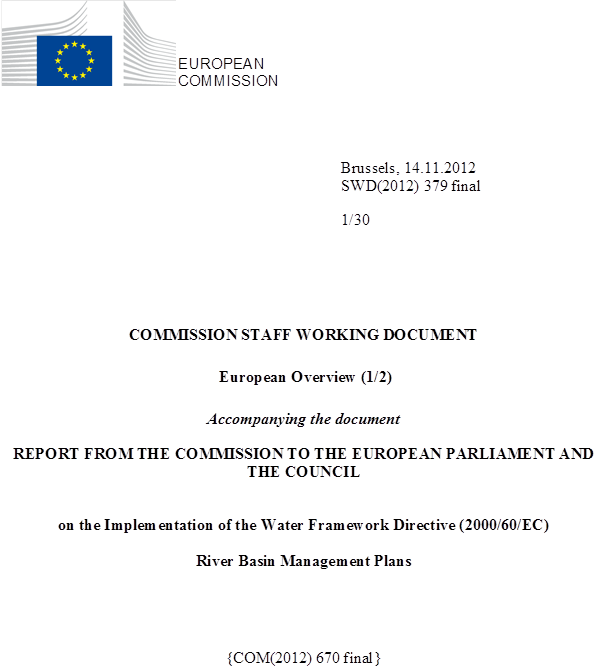 EUROPEAN
COMMISSION
Brussels, 14.11.2012
SWD(2012) 379 final
1/30
COMMISSION STAFF WORKING DOCUMENT
European Overview (1/2)
Accompanying the document
REPORT FROM THE COMMISSION TO THE EUROPEAN PARLIAMENT AND
THE COUNCIL
on the Implementation of the Water Framework Directive (2000/60/EC)
River Basin Management Plans
{COM(2012) 670 final}